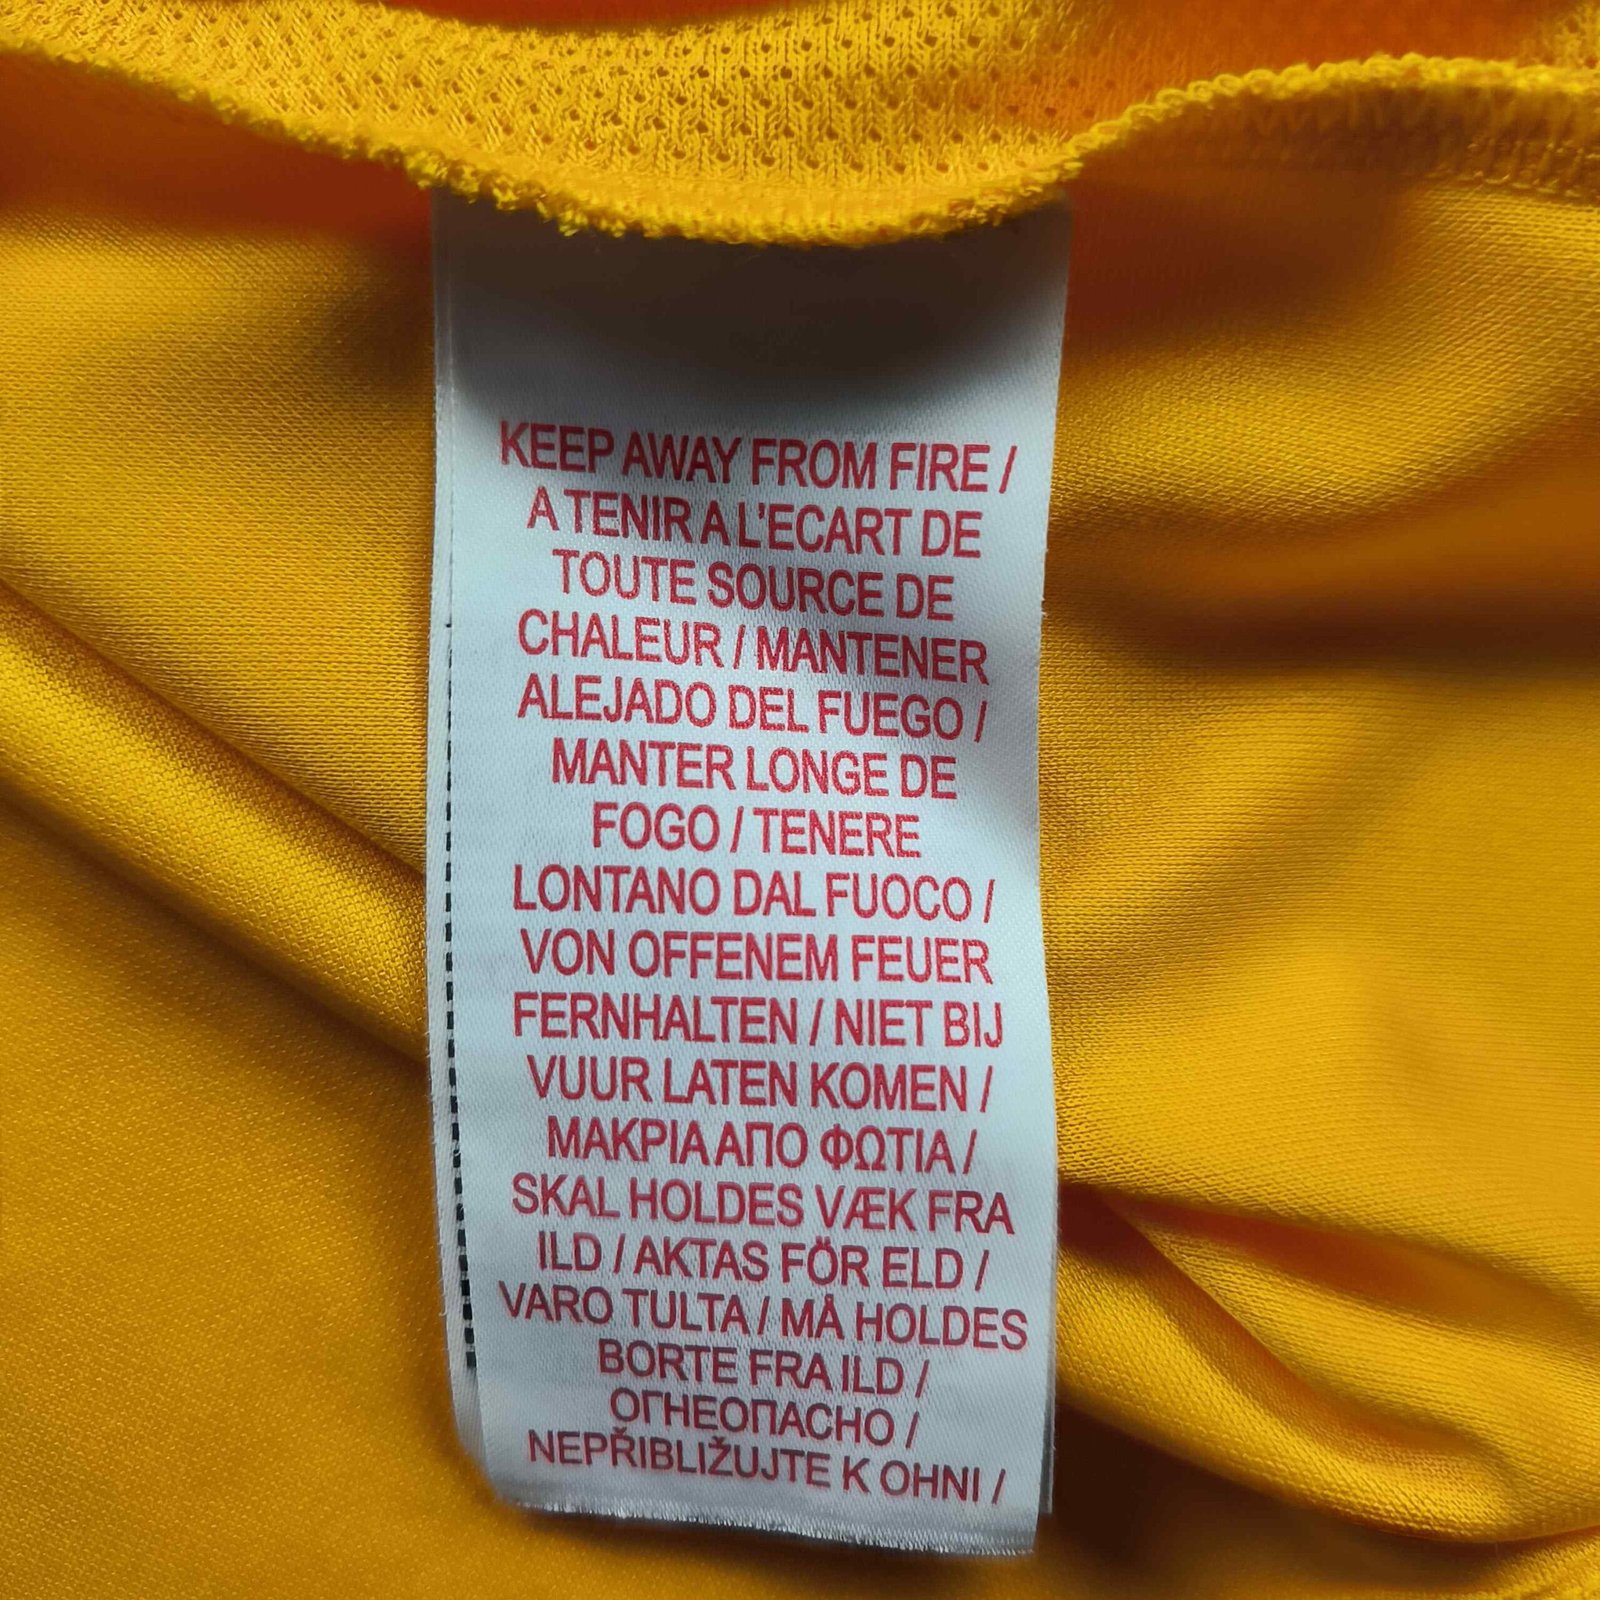 KEEP AWAY FROM FIRE /
A TENIR A L'ECART DE
TOUTE SOURCE DE
CHALEUR / MANTENER
ALEJADO DEL FUEGO /
MANTER LONGE DE
FOGO / TENERE
LONTANO DAL FUOCO /
VON OFFENEM FEUER
FERNHALTEN / NIET BIJ
VUUR LATEN KOMEN /
ΜΑΚΡΙΑ ΑΠΟ ΦΩΤΙΑ /
SKAL HOLDES VÆK FRA
ILD / AKTAS FÖR ELD /
VARO TULTA / MÅ HOLDES
BORTE FRA ILD /
ОГНЕОПАСНО /
NEPŘIBLIŽUJTE K OHNI /